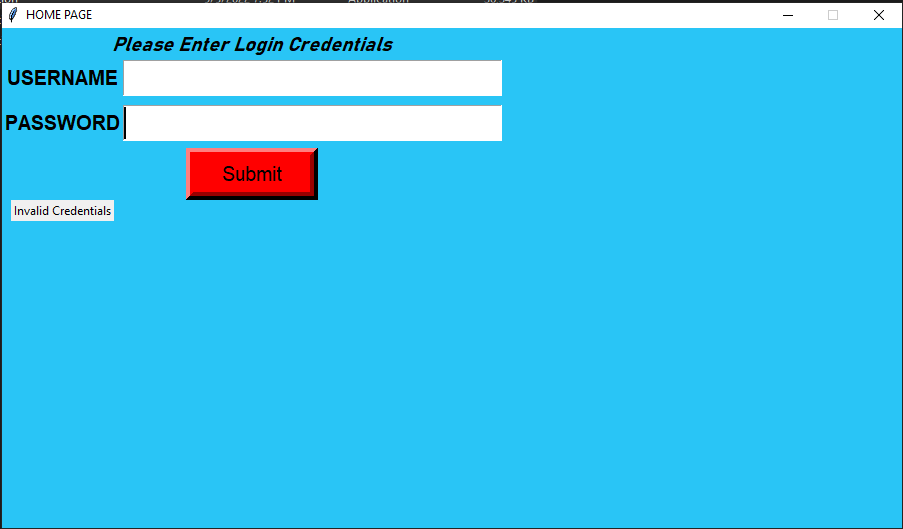 HOME PAGE
Please Enter Login Credentials
USERNAME
PASSWORD
Submit
Invalid Credentials